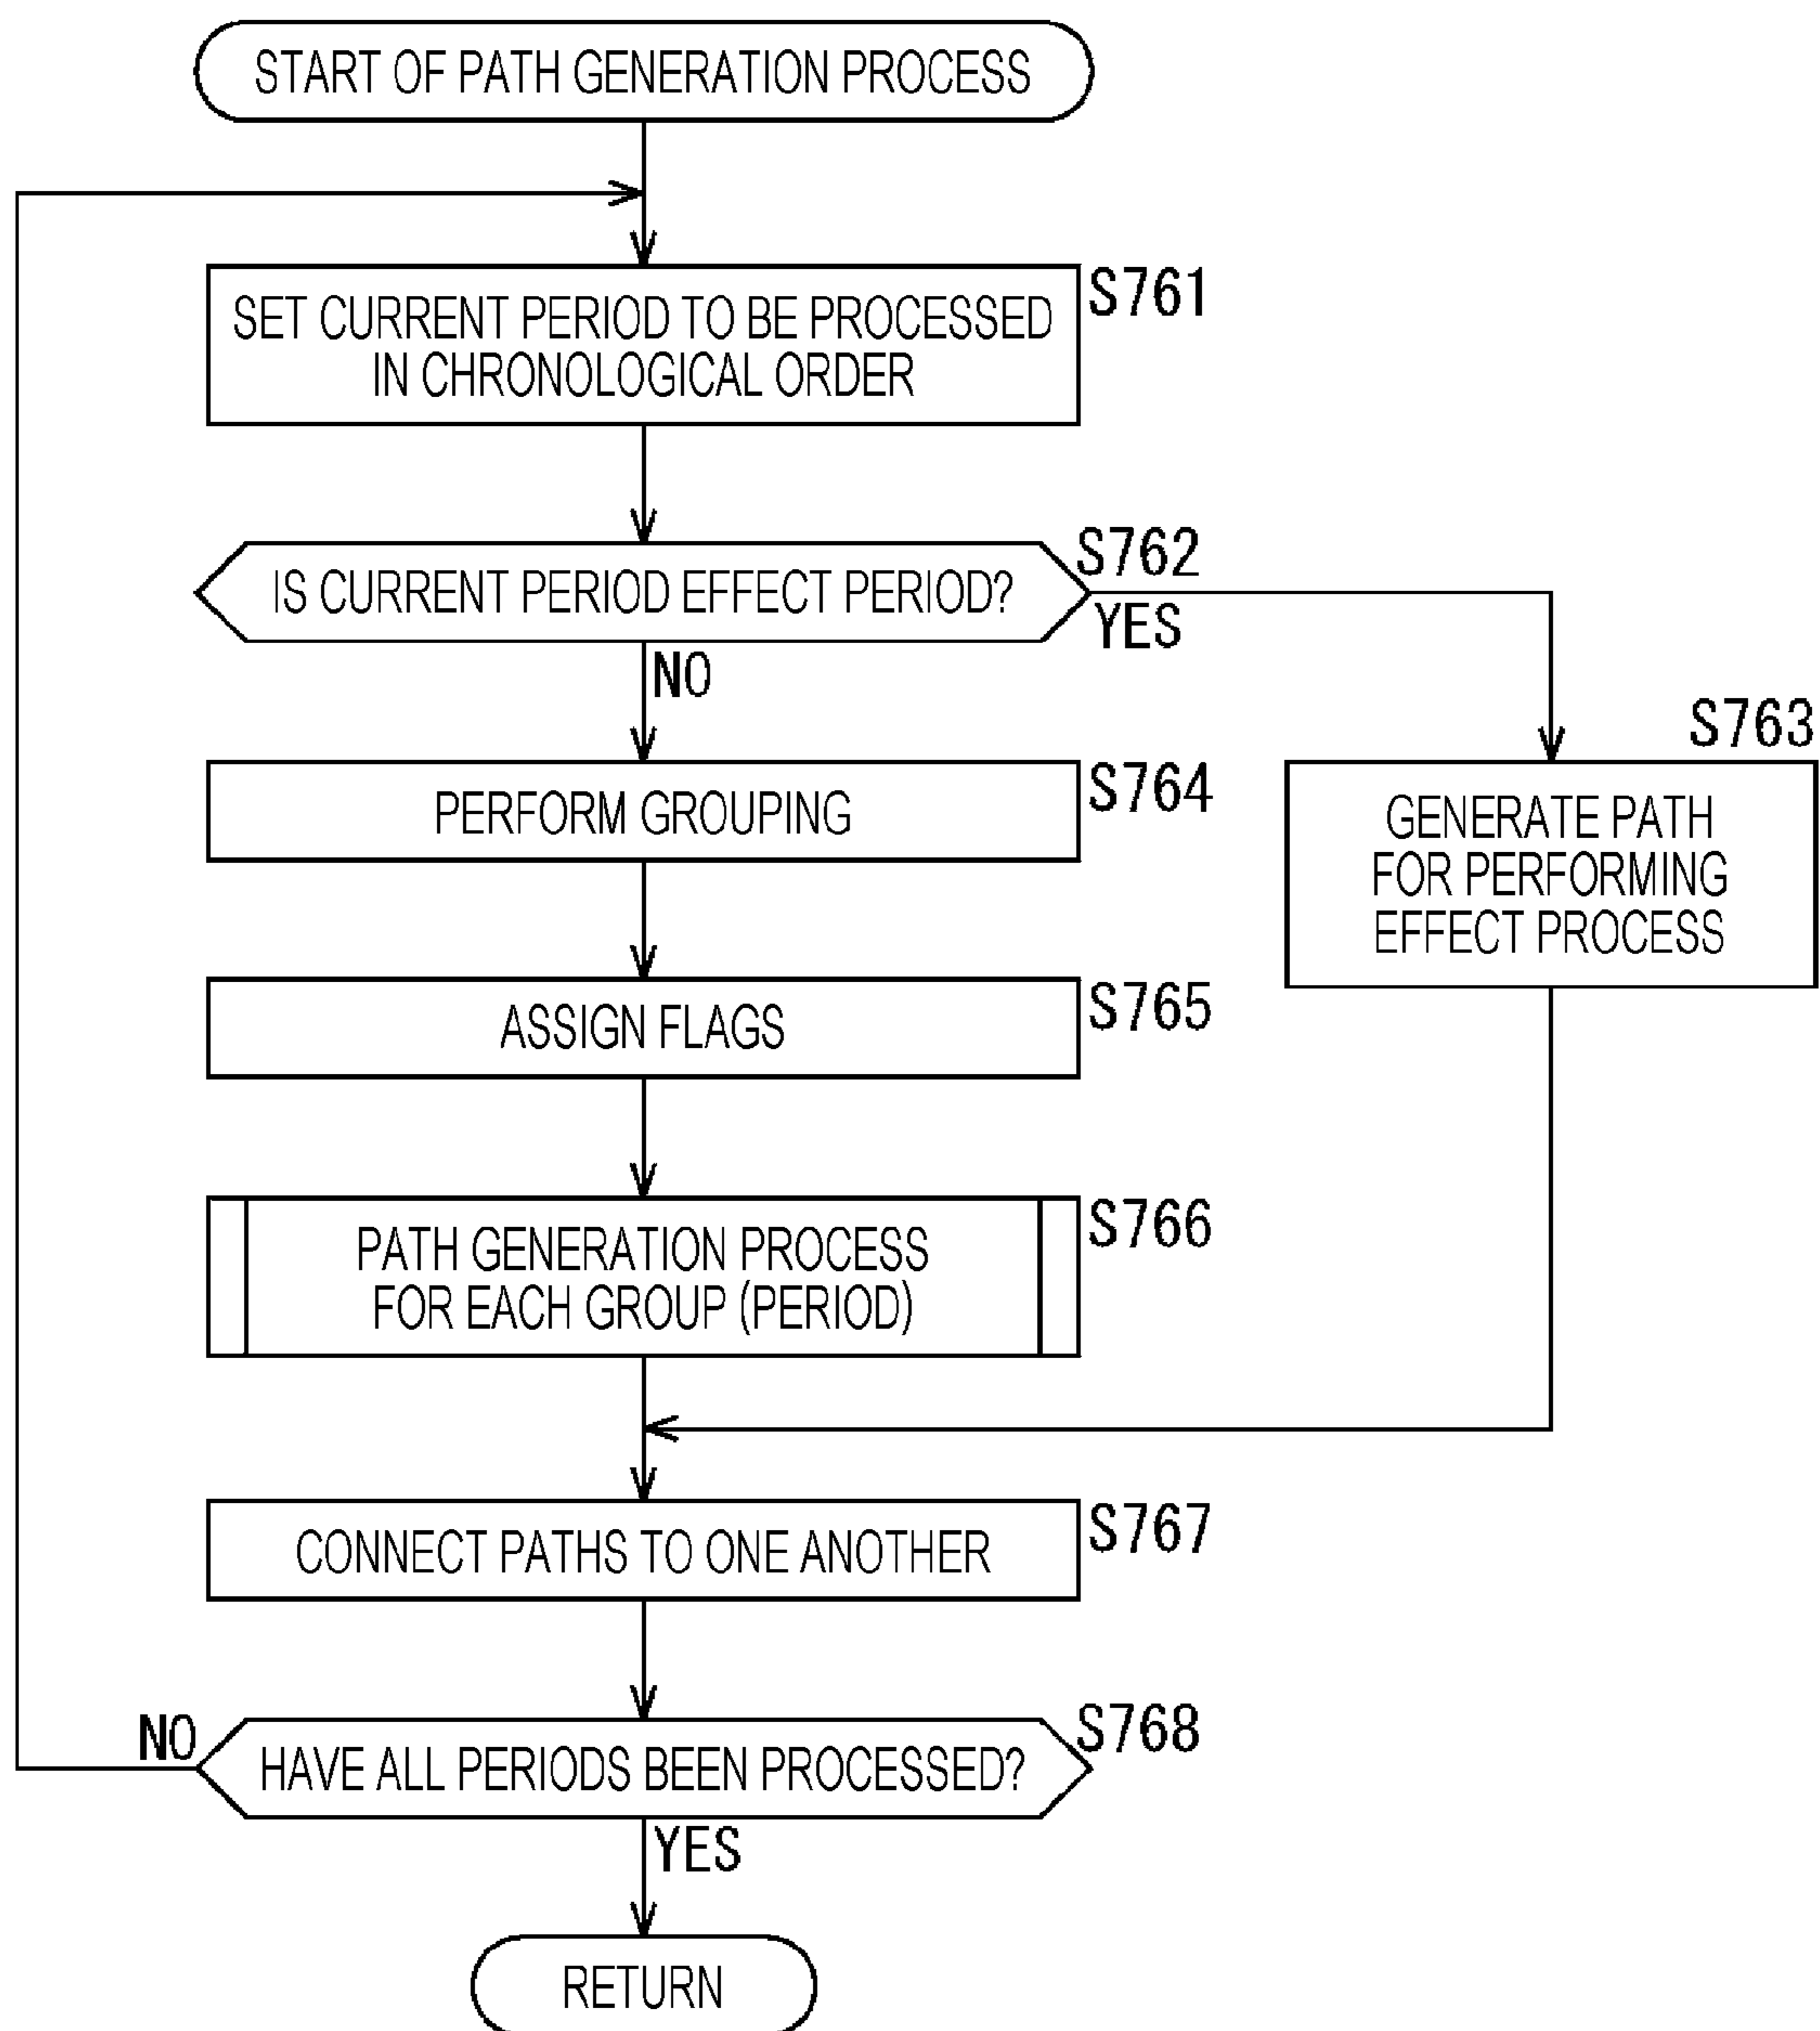 START OF PATH GENERATION PROCESS
S761
SET CURRENT PERIOD TO BE PROCESSED
IN CHRONOLOGICAL ORDER
S762
IS CURRENT PERIOD EFFECT PERIOD?
YES
NO
S763
GENERATE PATH
FOR PERFORMING
EFFECT PROCESS
S764
PERFORM GROUPING
S765
ASSIGN FLAGS
S766
PATH GENERATION PROCESS
FOR EACH GROUP (PERIOD)
S767
CONNECT PATHS TO ONE ANOTHER
S768
NO
HAVE ALL PERIODS BEEN PROCESSED?
YES
RETURN